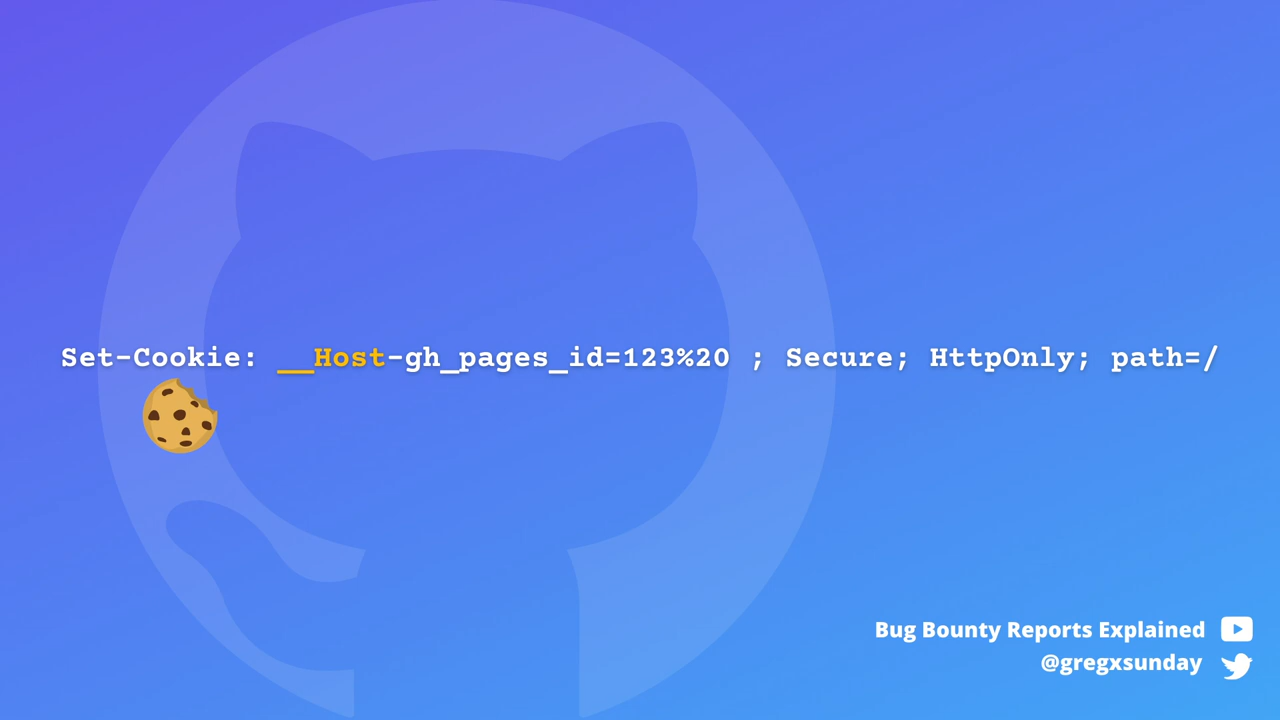 Set-Cookie: __Host-gh_pages_id=123%20 ; Secure; HttpOnly; path=/
Bug Bounty Reports Explained
@gregxsunday